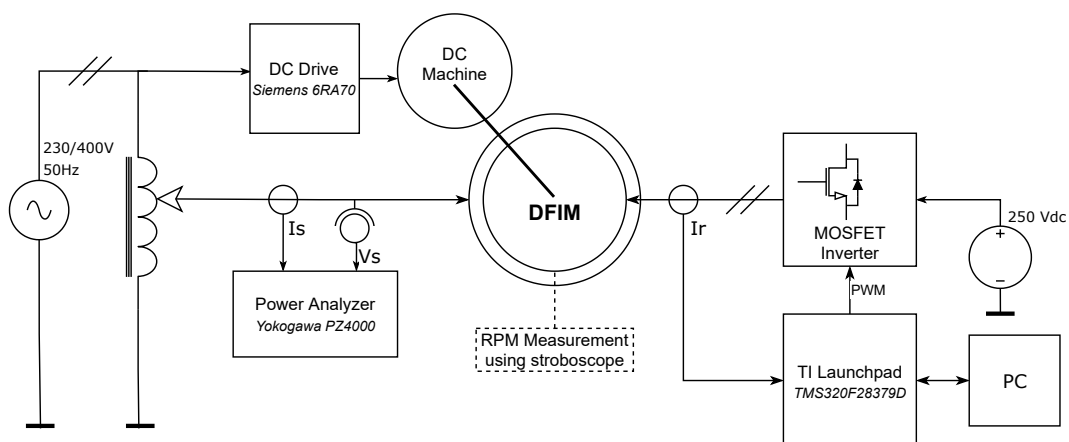 230/400V
50Hz
DC Drive
Siemens 6RA70
DC
Machine
Is
Vs
Power Analyzer
Yokogawa PZ4000
DFIM
RPM Measurement
using stroboscope
Ir
MOSFET
Inverter
250 Vdc
+
−
PWM
TI Launchpad
TMS320F28379D
PC